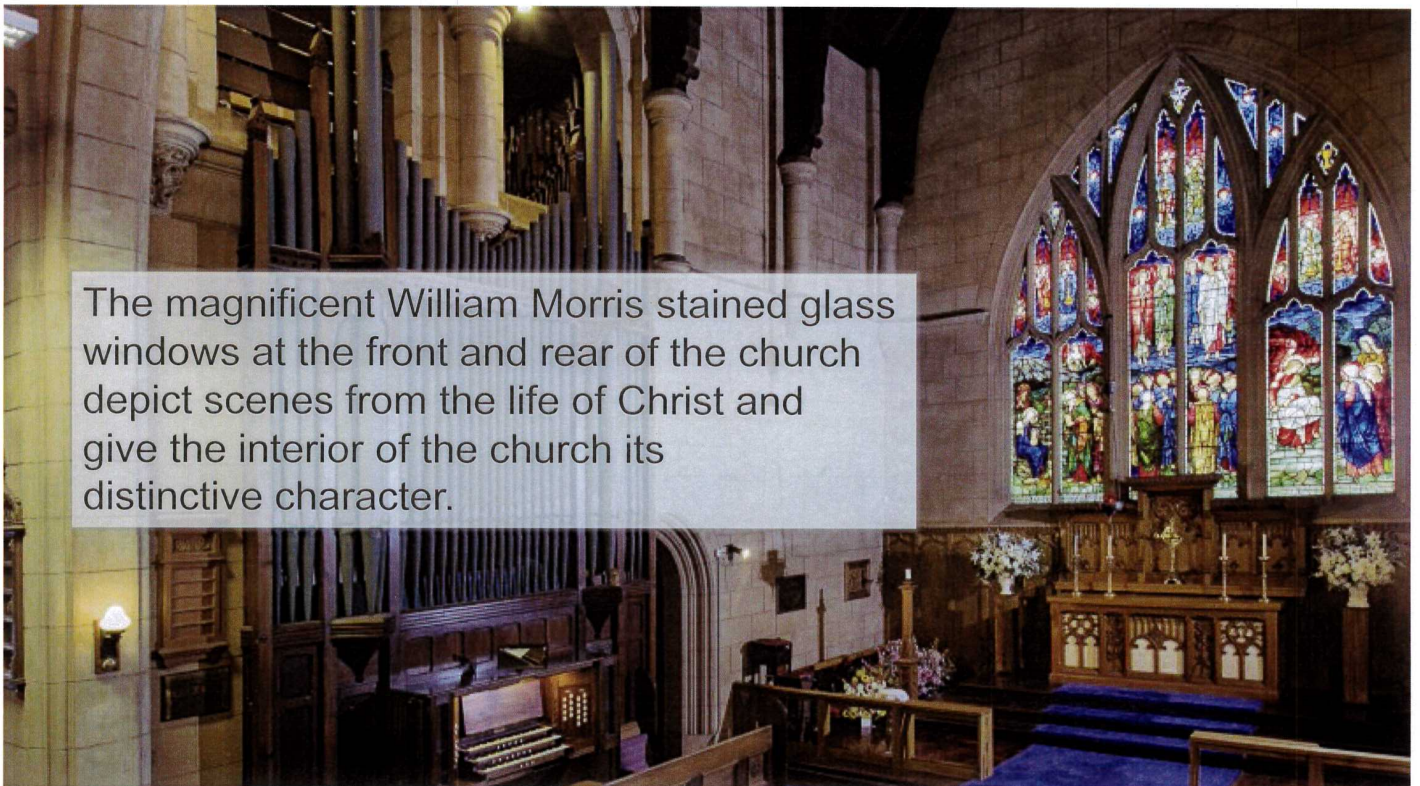 The magnificent William Morris stained glass
windows at the front and rear of the church
depict scenes from the life of Christ and
give the interior of the church its
distinctive character.